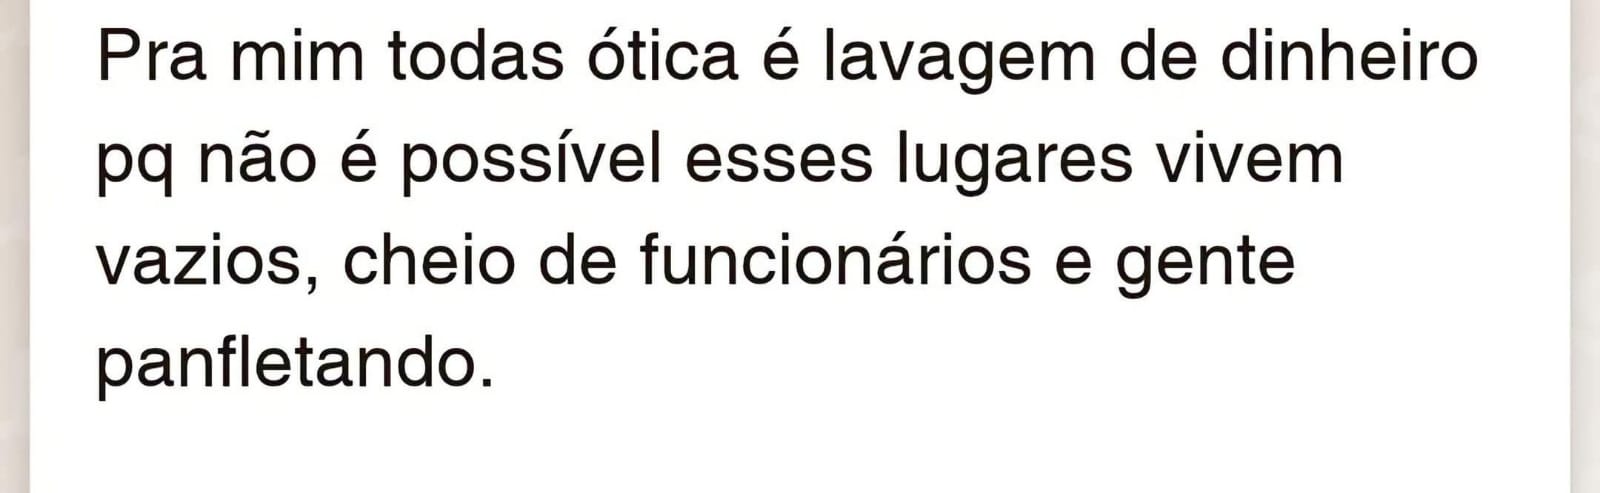 Pra mim todas ótica é lavagem de dinheiro
pq não é possível esses lugares vivem
vazios, cheio de funcionários e gente
panfletando.